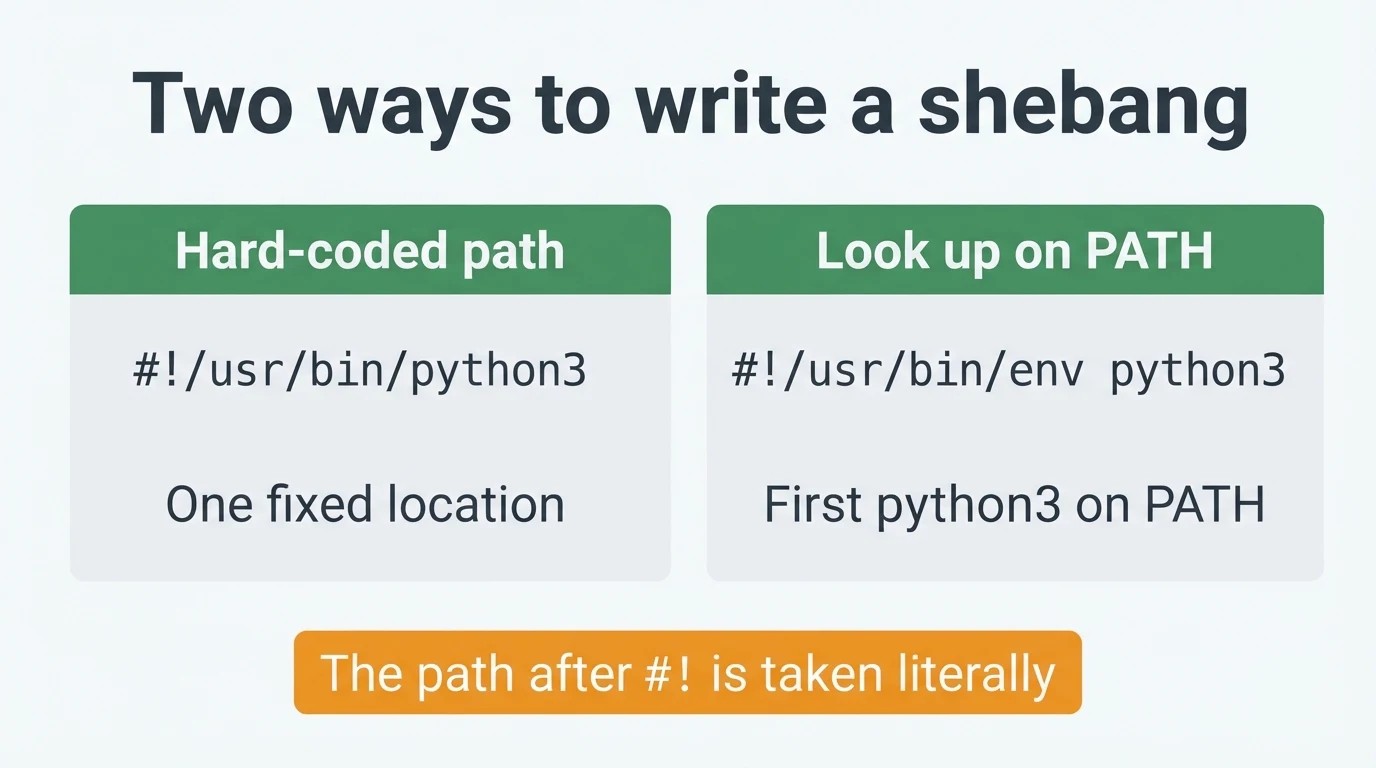 Two ways to write a shebang
Hard-coded path
#!/usr/bin/python3
One fixed location
Look up on PATH
#!/usr/bin/env python3
First python3 on PATH
The path after #! is taken literally